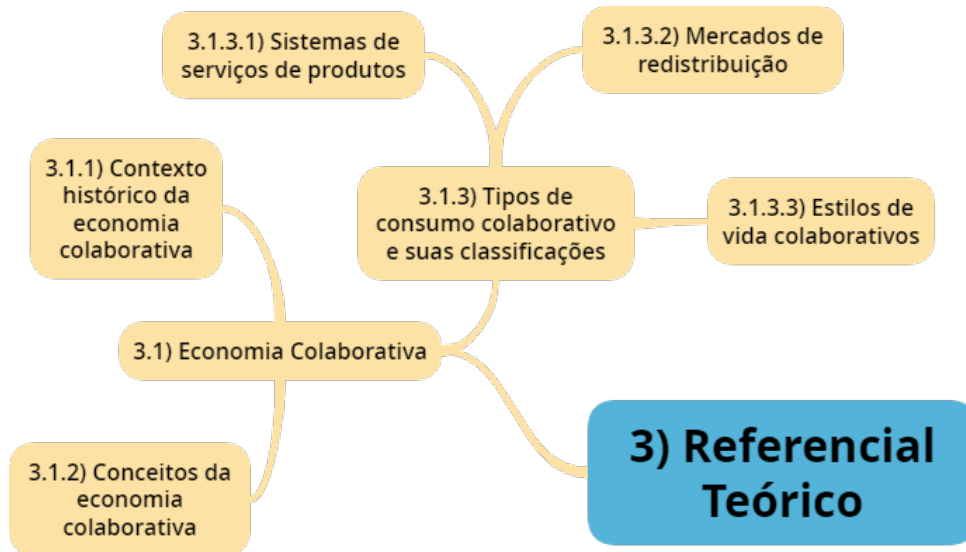 3.1.3.1) Sistemas de
serviços de produtos
3.1.3.2) Mercados de
redistribuição
3.1.1) Contexto
histórico da
economia
colaborativa
3.1.3) Tipos de
consumo colaborativo
e suas classificações
3.1.3.3) Estilos de
vida colaborativos
3.1) Economia Colaborativa
3) Referencial
Teórico
3.1.2) Conceitos da
economia
colaborativa